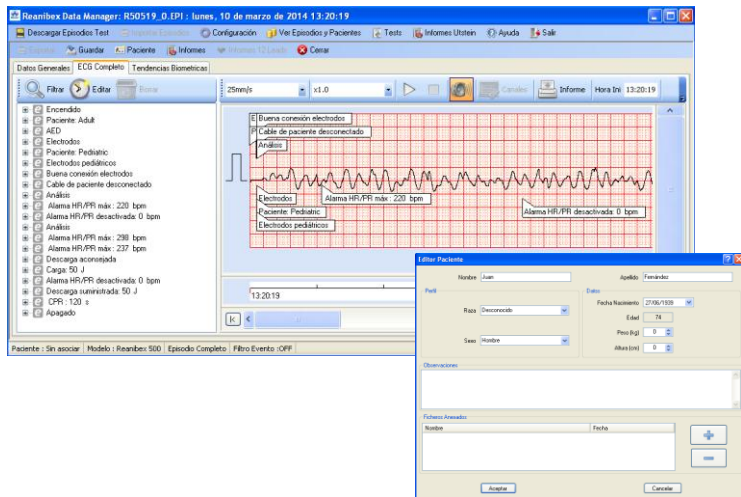 Reanibex Data Manager: R50519_0.EPI : lunes, 10 de marzo de 2014 13:20:19
Descargar Episodios Test Importar Episodios Configuración Ver Episodios y Pacientes Tests Informes Utstein Ayuda Salir
Exportar Guardar Paciente Informes Informes 12 Leads Cerrar
Datos Generales ECG Completo Tendencias Biometricas
Filtrar Editar Borrar 25mm/s x1.0 Canales Informe Hora Ini 13:20:19
Encendido
Paciente: Adult
AED
Electrodos
Paciente: Pediatric
Electrodos pediátricos
Buena conexión electrodos
Cable de paciente desconectado
Análisis
Alarma HR/PR máx: 220 bpm
Alarma HR/PR desactivada: 0 bpm
Análisis
Alarma HR/PR máx: 298 bpm
Alarma HR/PR máx: 237 bpm
Descarga aconsejada
Carga: 50 J
Alarma HR/PR desactivada: 0 bpm
Descarga suministrada: 50 J
CPR : 120 s
Apagado
E Buena conexión electrodos
P Cable de paciente desconectado
Análisis
Electrodos
Alarma HR/PR máx : 220 bpm
Paciente: Pediatric
Alarma HR/PR desactivada: 0 bpm
Electrodos pediátricos
13:20:19
Paciente : Sin asociar Modelo : Reanibex 500 Episodio Completo Filtro Evento :OFF
Editor Paciente
Nombre Juan Apellido Fernández
Perfil Datos
Raza Desconocido
Sexo Hombre
Fecha Nacimiento 27/06/1939
Edad 74
Peso (kg) 0
Altura (cm) 0
Observaciones
Ficheros Anexados
Nombre Fecha
Aceptar Cancelar